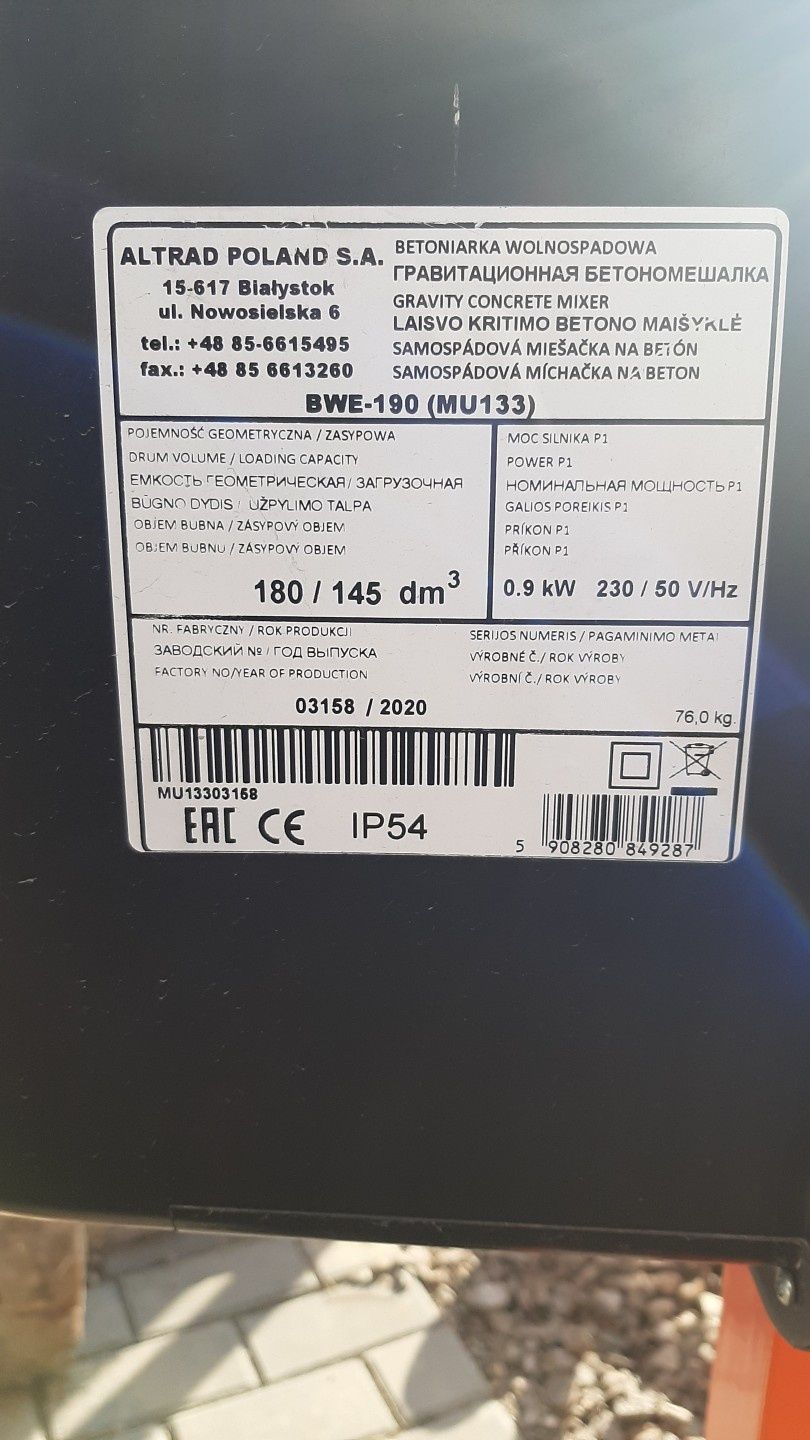 ALTRAD POLAND S.A.
15-617 Białystok
ul. Nowosielska 6
tel.: +48 85-6615495
fax.: +48 85 6613260
BETONIARKA WOLNOSPADOWA
ГРАВИТАЦИОННАЯ БЕТОНОМЕШАЛКА
GRAVITY CONCRETE MIXER
LAISVO KRITIMO BETONO MAIŠYKLĖ
SAMOSPÁDOVÁ MIEŠAČKA NA BETÓN
SAMOSPÁDOVÁ MÍCHAČKA NA BETON
BWE-190 (MU133)
POJEMNOŚĆ GEOMETRYCZNA / ZASYPOWA
DRUM VOLUME / LOADING CAPACITY
ЕМКОСТЬ ГЕОМЕТРИЧЕСКАЯ / ЗАГРУЗОЧНАЯ
BŪGNO DYDIS / UŽPYLIMO TALPA
OBJEM BUBNA / ZÁSYPOVÝ OBJEM
OBJEM BUBNU / ZÁSYPOVÝ OBJEM
180 / 145 dm³
MOC SILNIKA P1
POWER P1
НОМИНАЛЬНАЯ МОЩНОСТЬ P1
GALIOS POREIKIS P1
PRÍKON P1
PŘÍKON P1
0.9 kW 230 / 50 V/Hz
NR. FABRYCZNY / ROK PRODUKCJI
ЗАВОДСКИЙ № / ГОД ВЫПУСКА
FACTORY NO/YEAR OF PRODUCTION
SERIJOS NUMERIS / PAGAMINIMO METAI
VÝROBNÉ Č./ ROK VÝROBY
VÝROBNÍ Č./ ROK VÝROBY
03158 / 2020
76,0 kg.
MU13303158
EAC CE IP54
5 908280 849287